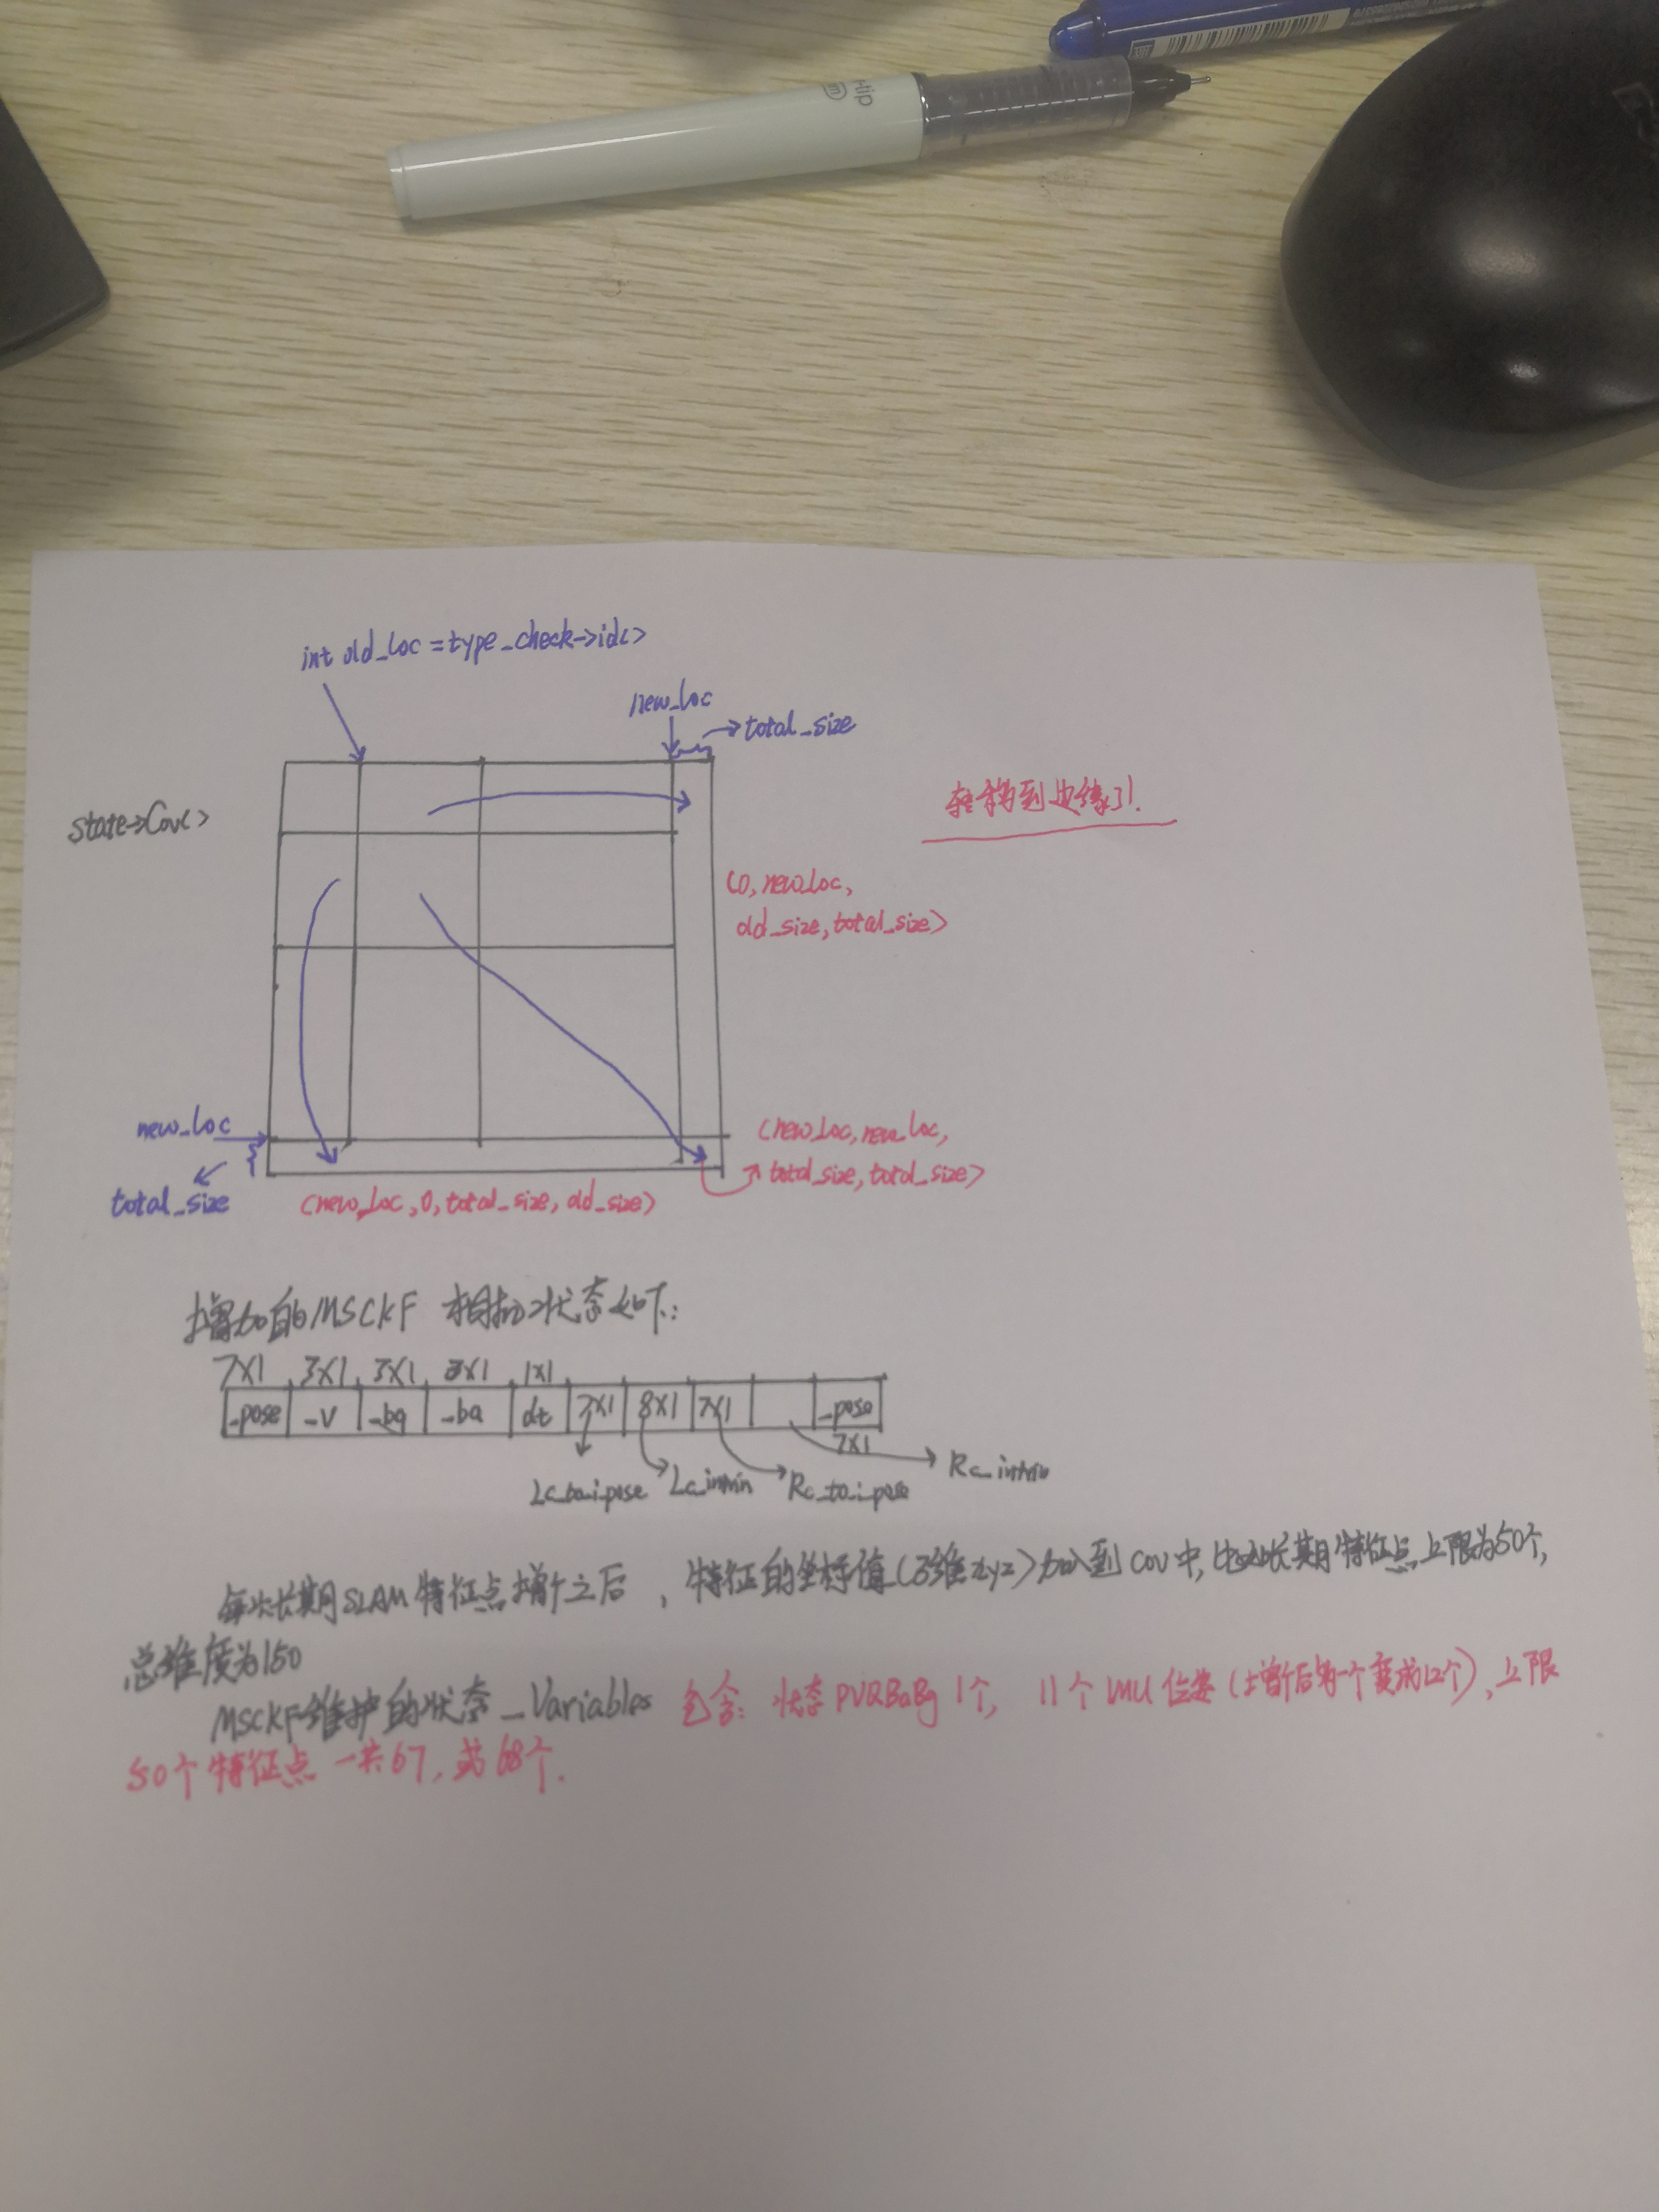 int old_loc = type_check->id()
new_loc
total_size
state->Cov()
转移到边缘了!
(0, new_loc,
old_size, total_size)
new_loc
total_size
(new_loc, new_loc,
total_size, total_size)
(new_loc, 0, total_size, old_size)
增加的MSCKF 相机状态如下:
7X1 3X1 3X1 3X1 1X1
_pose _v _bg _ba dt 7X1 8X1 7X1 _pose
7X1
Lc_to_i_pose Lc_intrin Rc_to_i_pose Rc_intrin
每次长期SLAM特征点增广之后, 特征的坐标值(3维xyz)加入到cov中, 长期特征点上限为50个,
总维度为150
MSCKF维护的状态_Variables 包含: 状态PVQBaBg 1个, 11个IMU位姿(增广后 一个变成12个), 上限
50个特征点 一共67, 或68个.